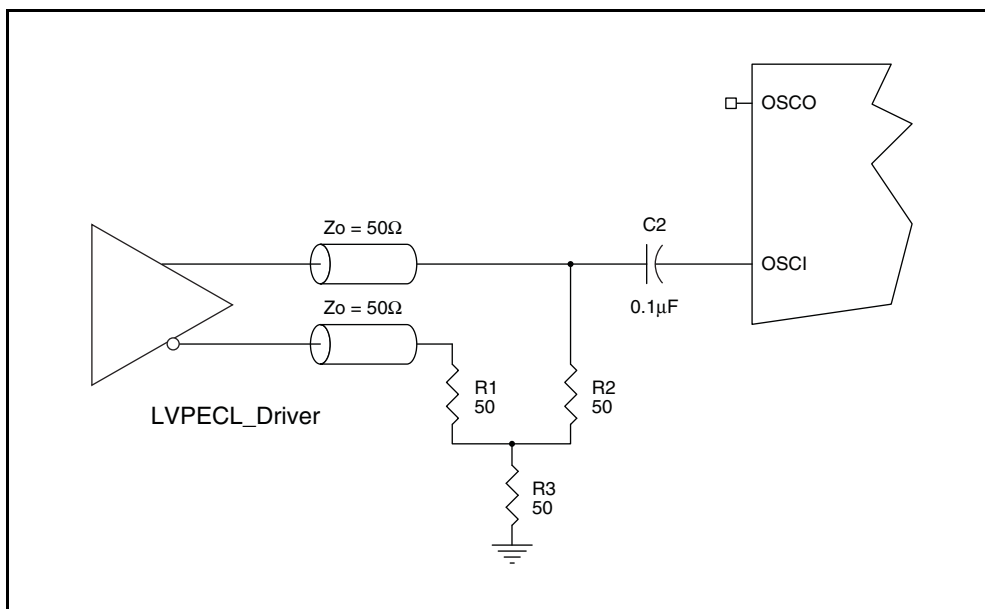 OSCO
Zo = 50Ω
C2
OSCI
0.1μF
Zo = 50Ω
R1
50
R2
50
LVPECL_Driver
R3
50